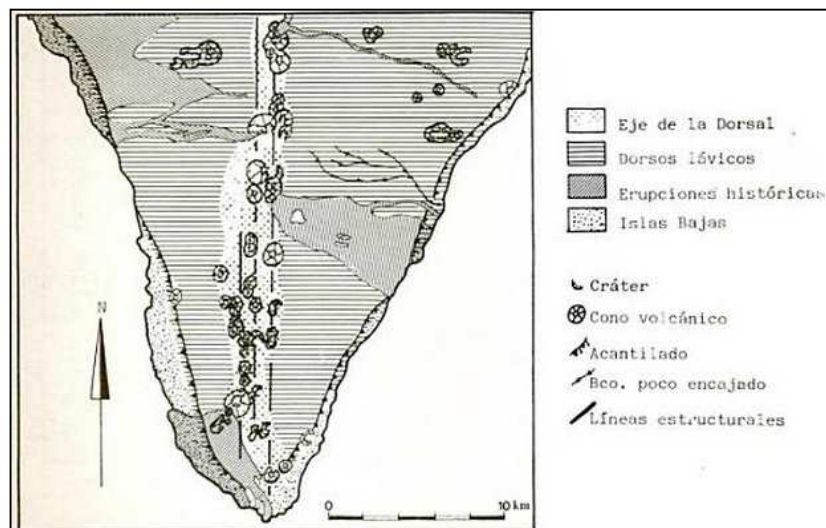 Eje de la Dorsal
Dorsos lávicos
Erupciones históricas
Islas Bajas
Cráter
Cono volcánico
Acantilado
Bco. poco encajado
Líneas estructurales
N
0 10 km